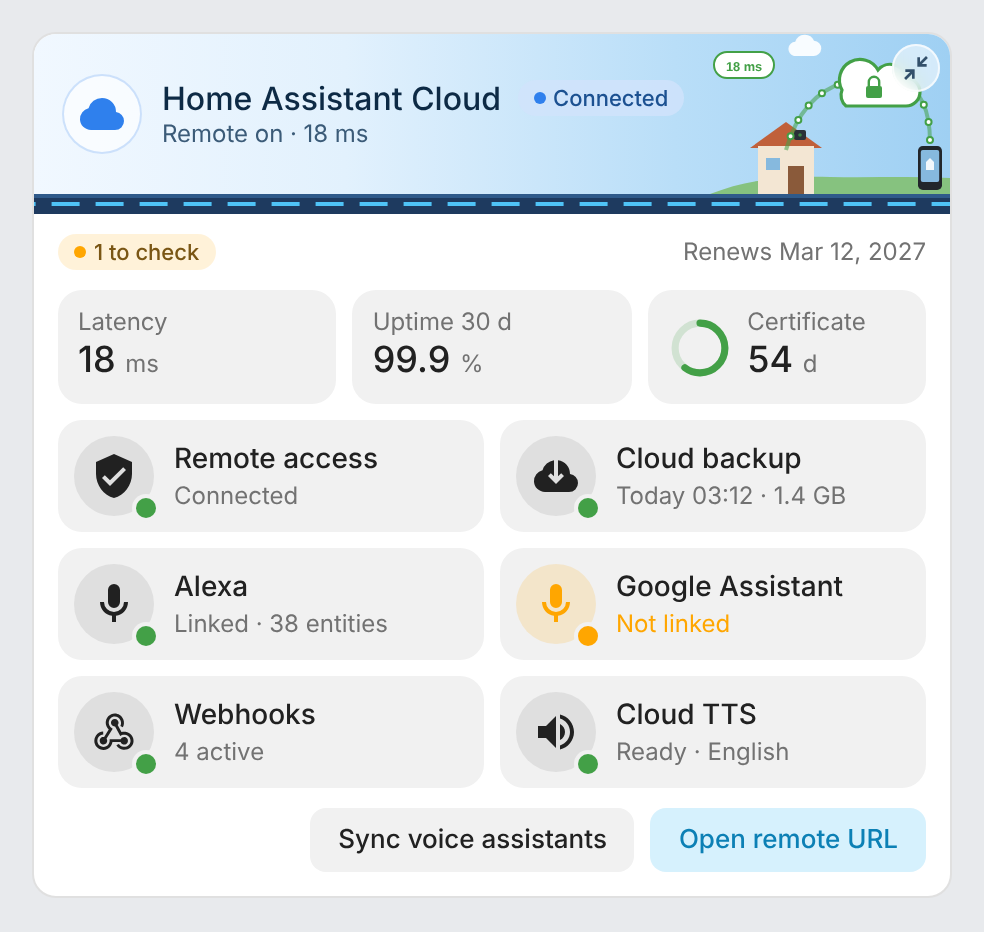 Home Assistant Cloud
Connected
Remote on · 18 ms
18 ms
1 to check
Renews Mar 12, 2027
Latency
18 ms
Uptime 30 d
99.9 %
Certificate
54 d
Remote access
Connected
Cloud backup
Today 03:12 · 1.4 GB
Alexa
Linked · 38 entities
Google Assistant
Not linked
Webhooks
4 active
Cloud TTS
Ready · English
Sync voice assistants
Open remote URL